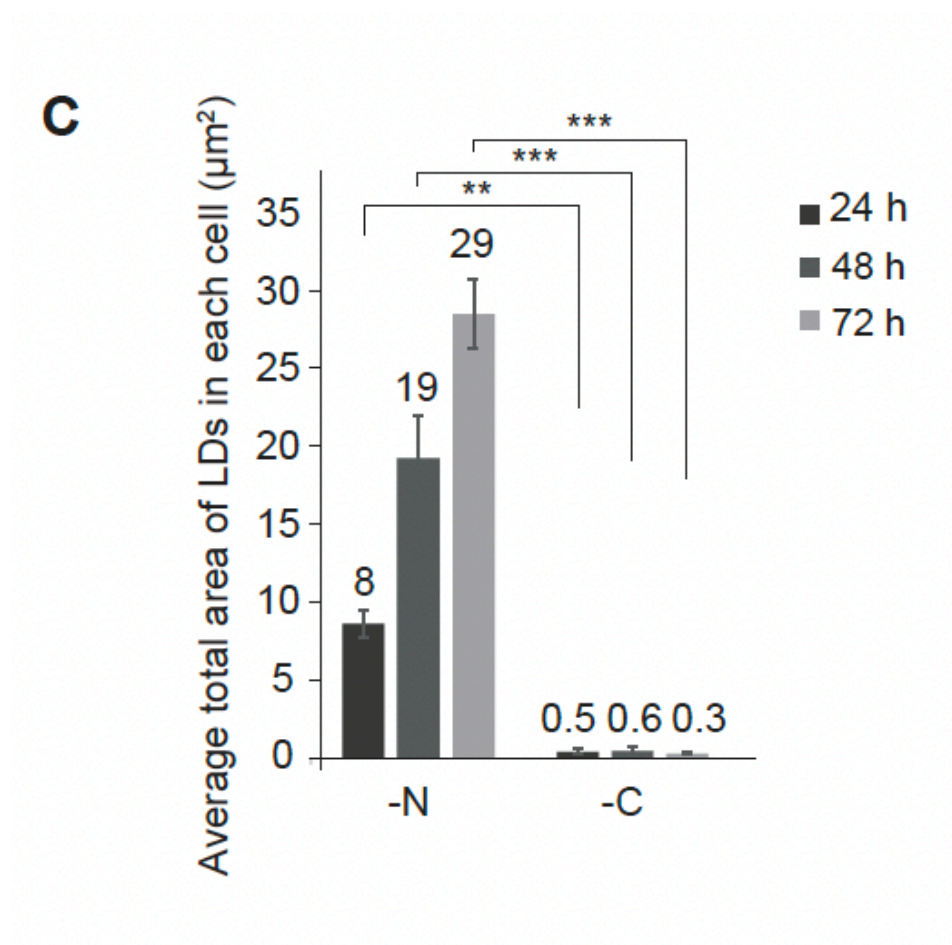 C
Average total area of LDs in each cell (μm²)
***
***
**
35
30
25
20
15
10
5
0
29
19
8
0.5 0.6 0.3
-N
-C
24 h
48 h
72 h